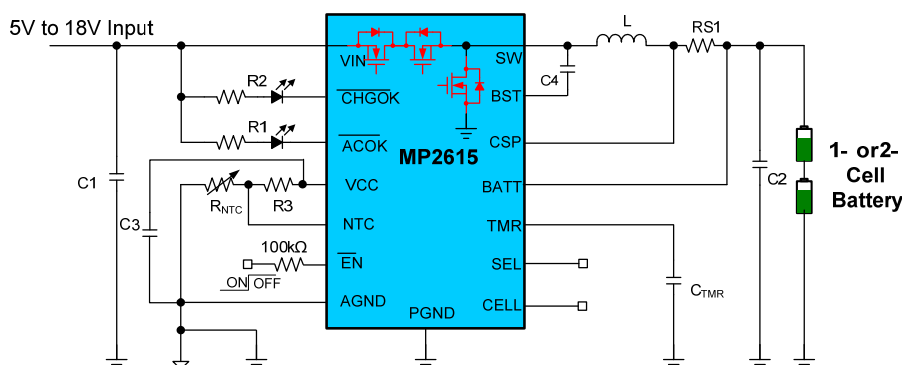 5V to 18V Input
L
RS1
VIN
SW
R2
C4
CHGOK
BST
R1
ACOK
CSP
MP2615
1- or2-
Cell
Battery
C1
VCC
BATT
C2
RNTC
R3
C3
NTC
TMR
100kΩ
EN
SEL
ON OFF
CTMR
AGND
CELL
PGND